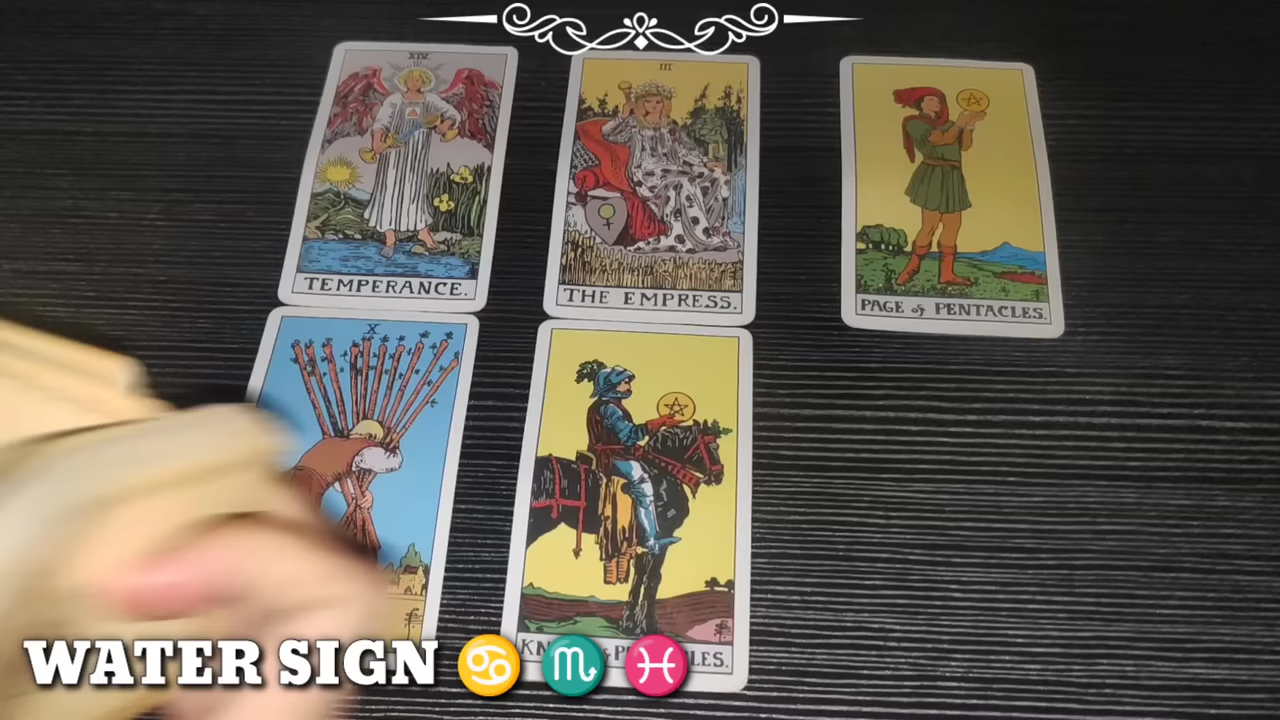 XIV
TEMPERANCE.
III
THE EMPRESS.
PAGE of PENTACLES.
X
WATER SIGN